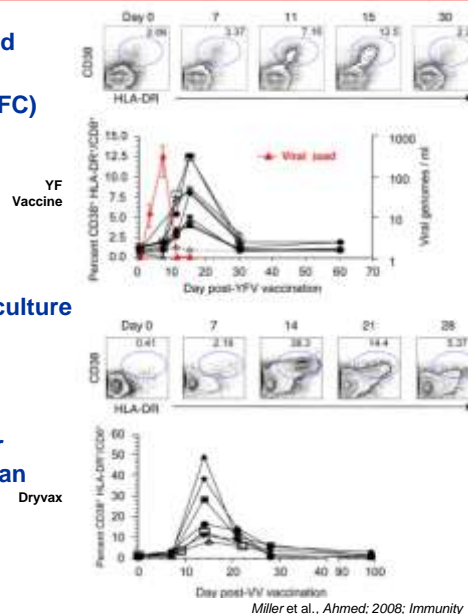 Day 0 7 11 15 30
2.09 3.37 7.16 13.5
CD38
HLA-DR
FC)
YF
Vaccine
Percent CD38⁺ HLA-DR⁺/CD8⁺
15.0
12.5
10.0
7.5
5.0
2.5
0.0
Viral load
1000
100
10
1
Viral genomes / ml
0 10 20 30 40 50 60 70
Day post-YFV vaccination
culture
Day 0 7 14 21 28
0.41 2.18 38.3 14.4 5.37
CD38
HLA-DR
r
an
Dryvax
Percent CD38⁺ HLA-DR⁺/CD8⁺
60
50
40
30
20
10
0
0 10 20 30 40 90 100
Day post-VV vaccination
Miller et al., Ahmed; 2008; Immunity